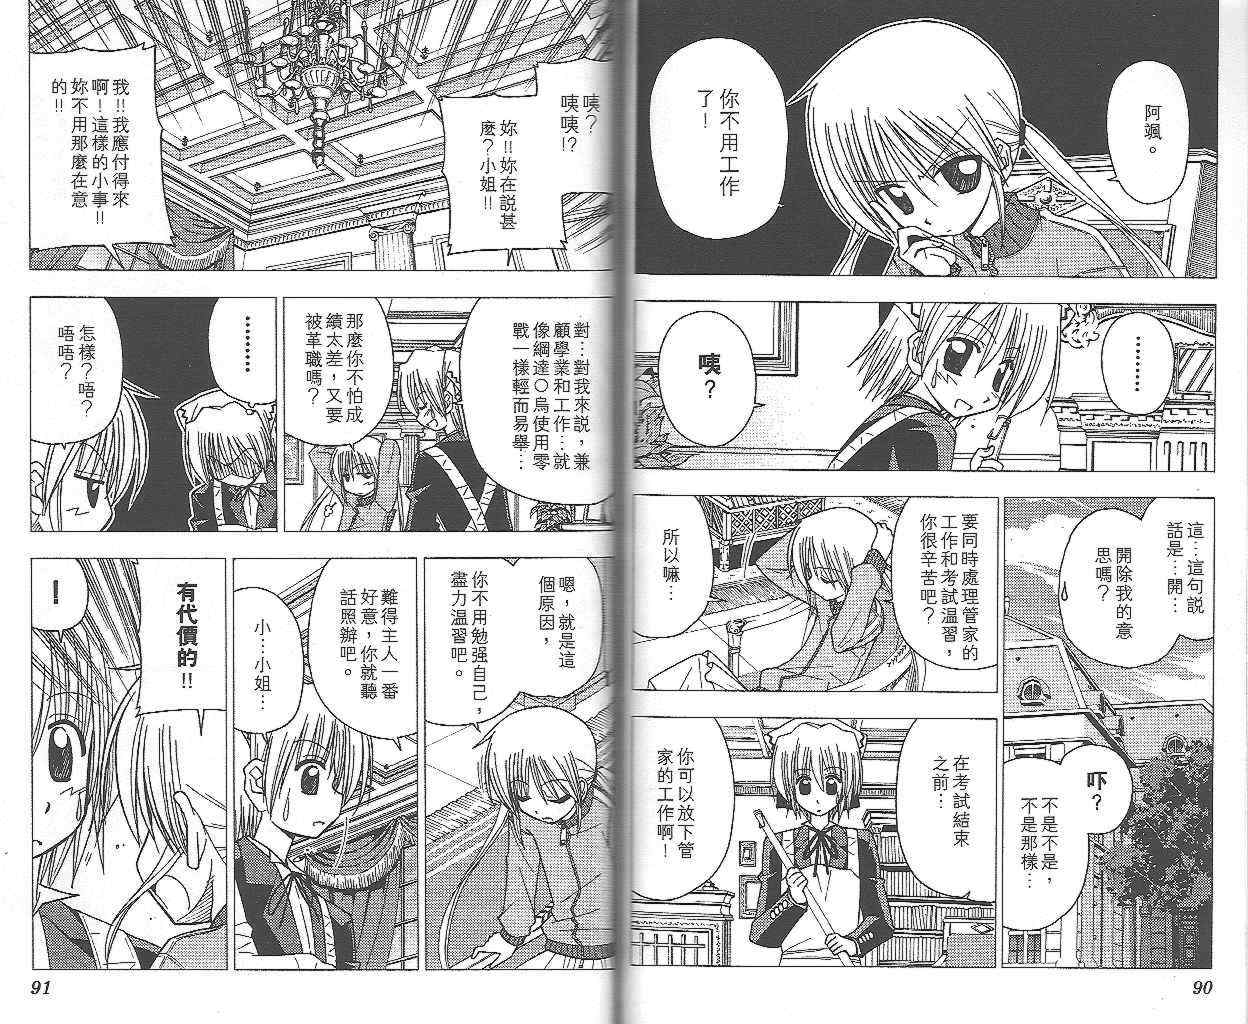 阿颯。
你不用工作
了！
………
咦？
這…這句說
話是…開…
開除我的意
思嗎？
吓？
不是不是，
不是那樣…
要同時處理管家的
工作和考試温習，
你很辛苦吧？
所以嘛…
在考試結束
之前…
你可以放下管
家的工作啊！
90
咦？
咦咦!?
妳!!妳在說甚
麼？小姐!!
我!!我應付得來
啊！這樣的小事!!
妳不用那麼在意
的!!
對…對我來說，兼
顧學業和工作…就
像綱達〇烏使用零
戰一樣輕而易舉…
那麼你不怕成
績太差，又要
被革職嗎？
………
怎樣？唔？
唔唔？
嗯，就是這
個原因，
你不用勉强自己，
盡力温習吧。
難得主人一番
好意，你就聽
話照辦吧。
小…小姐…
有代價的!!
！
91